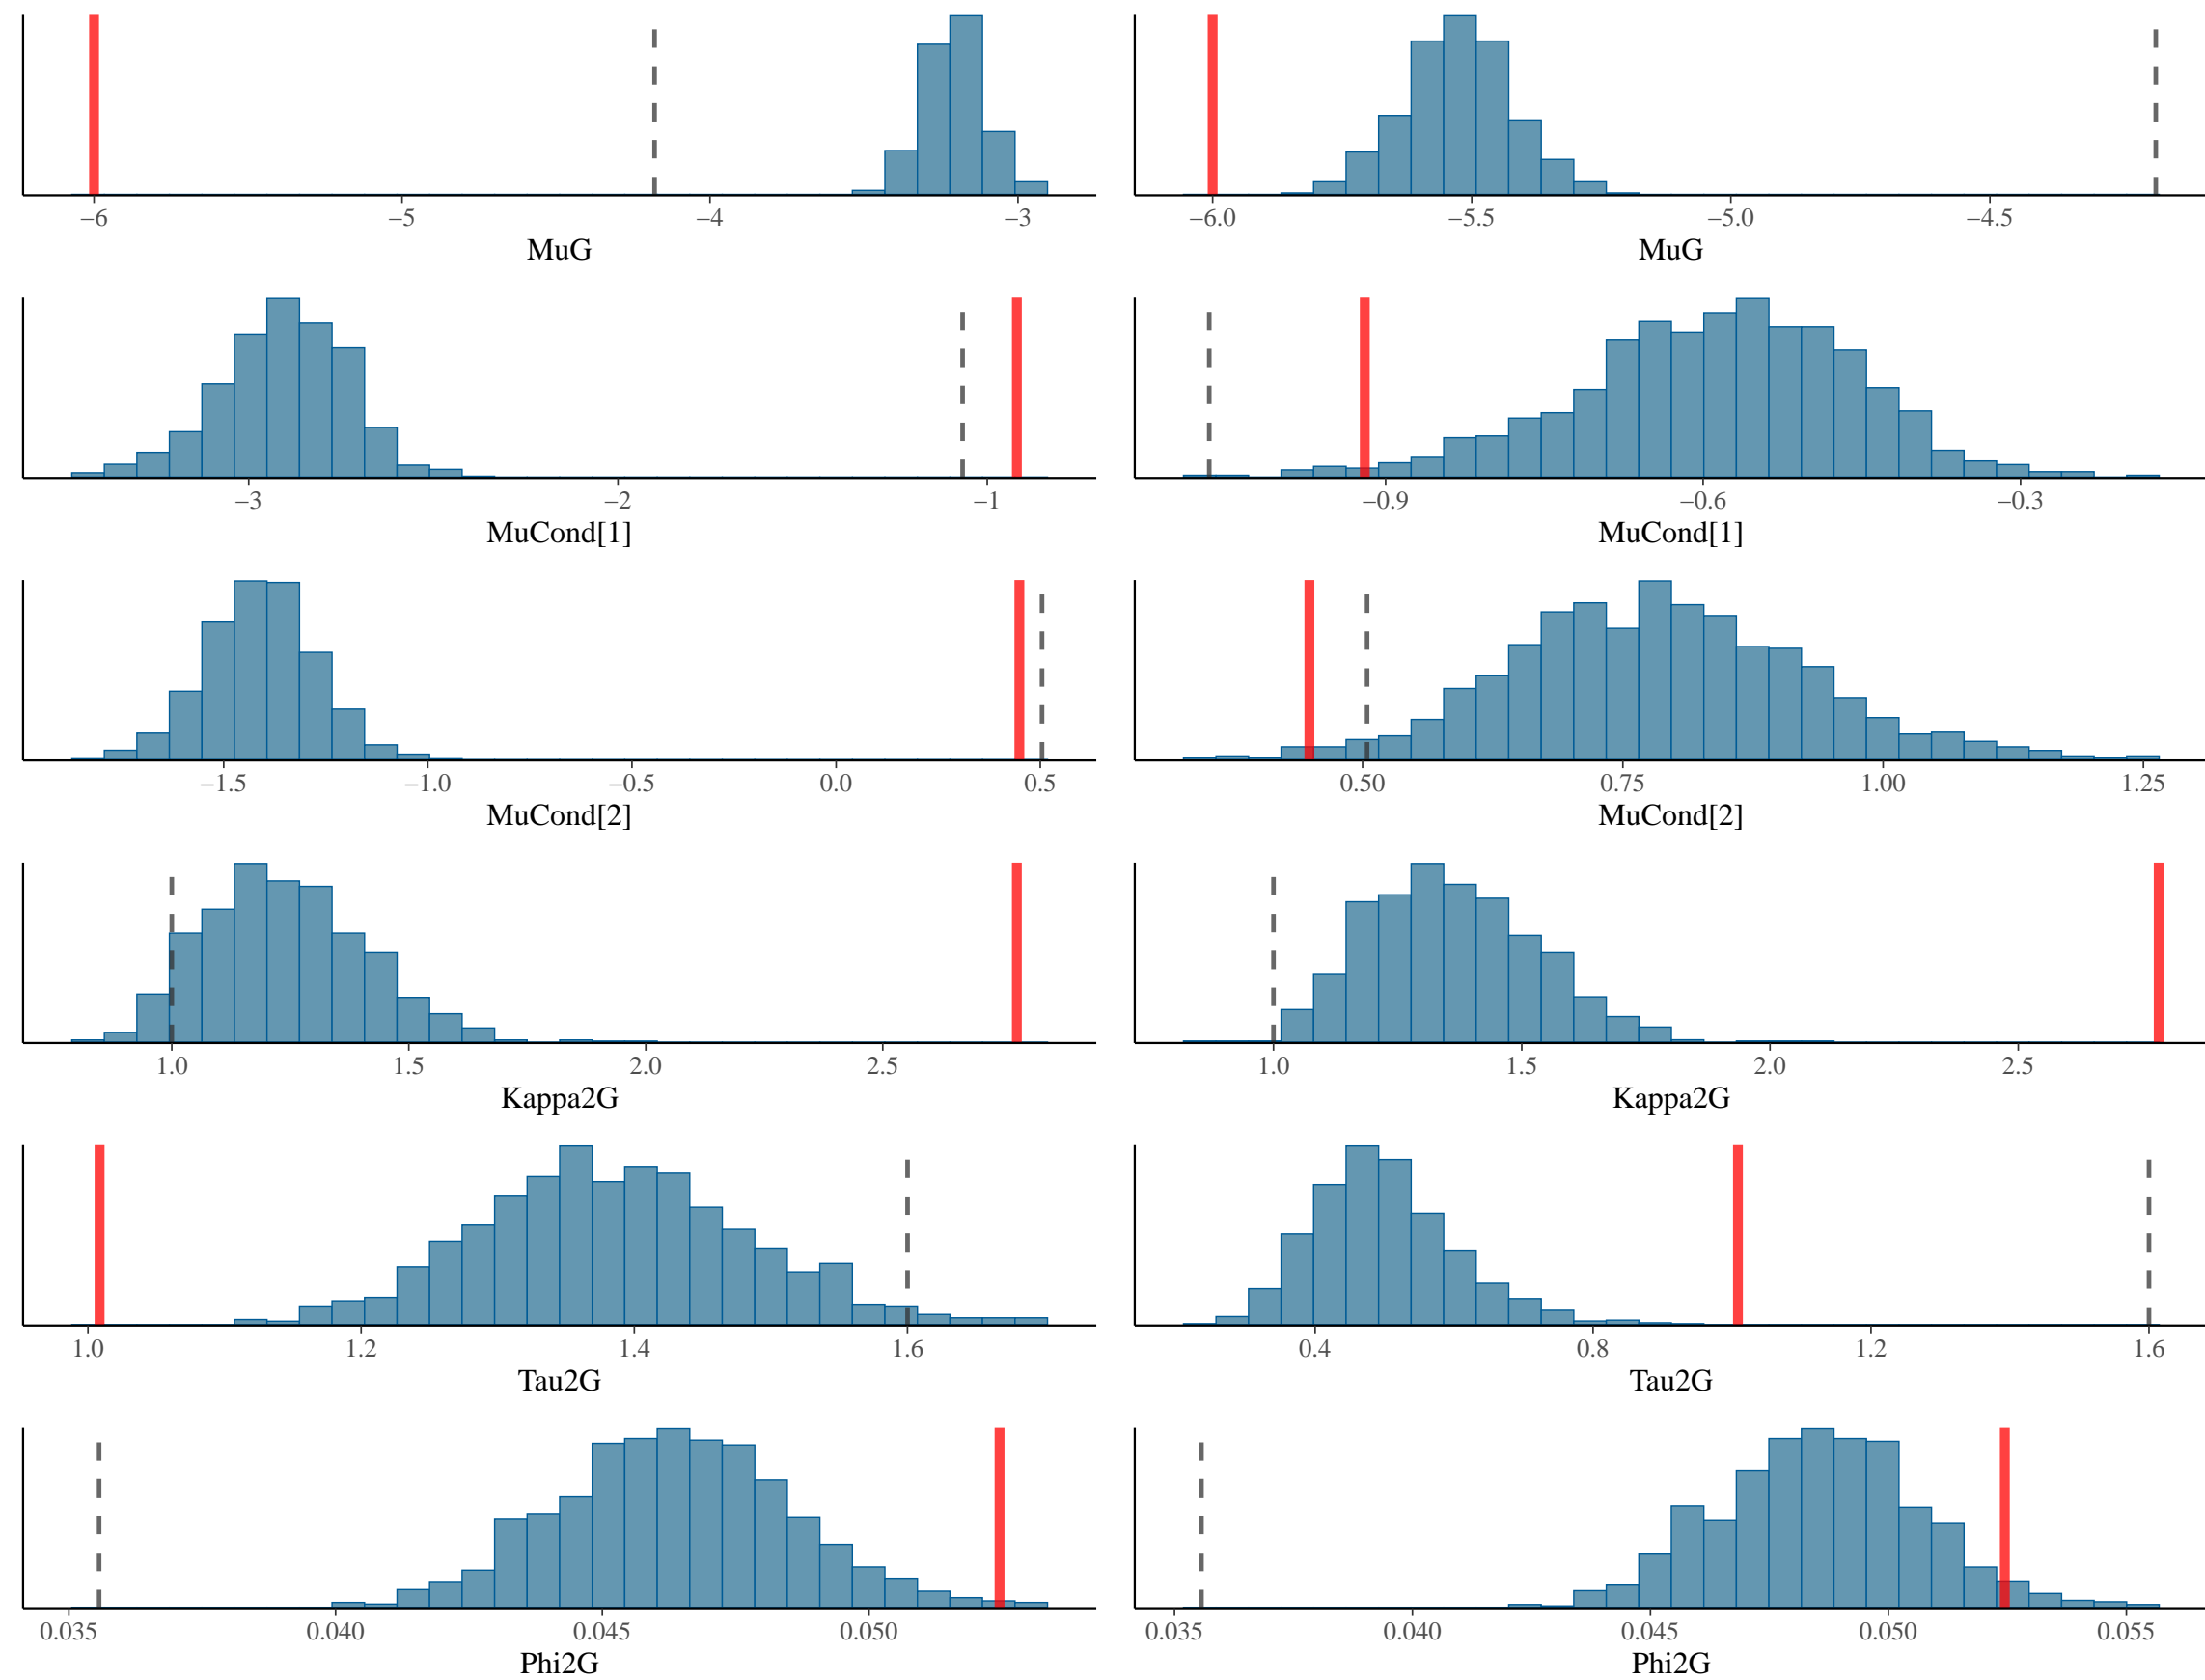 −6 −5 −4 −3
MuG
−6.0 −5.5 −5.0 −4.5
MuG
−3 −2 −1
MuCond[1]
−0.9 −0.6 −0.3
MuCond[1]
−1.5 −1.0 −0.5 0.0 0.5
MuCond[2]
0.50 0.75 1.00 1.25
MuCond[2]
1.0 1.5 2.0 2.5
Kappa2G
1.0 1.5 2.0 2.5
Kappa2G
1.0 1.2 1.4 1.6
Tau2G
0.4 0.8 1.2 1.6
Tau2G
0.035 0.040 0.045 0.050
Phi2G
0.035 0.040 0.045 0.050 0.055
Phi2G